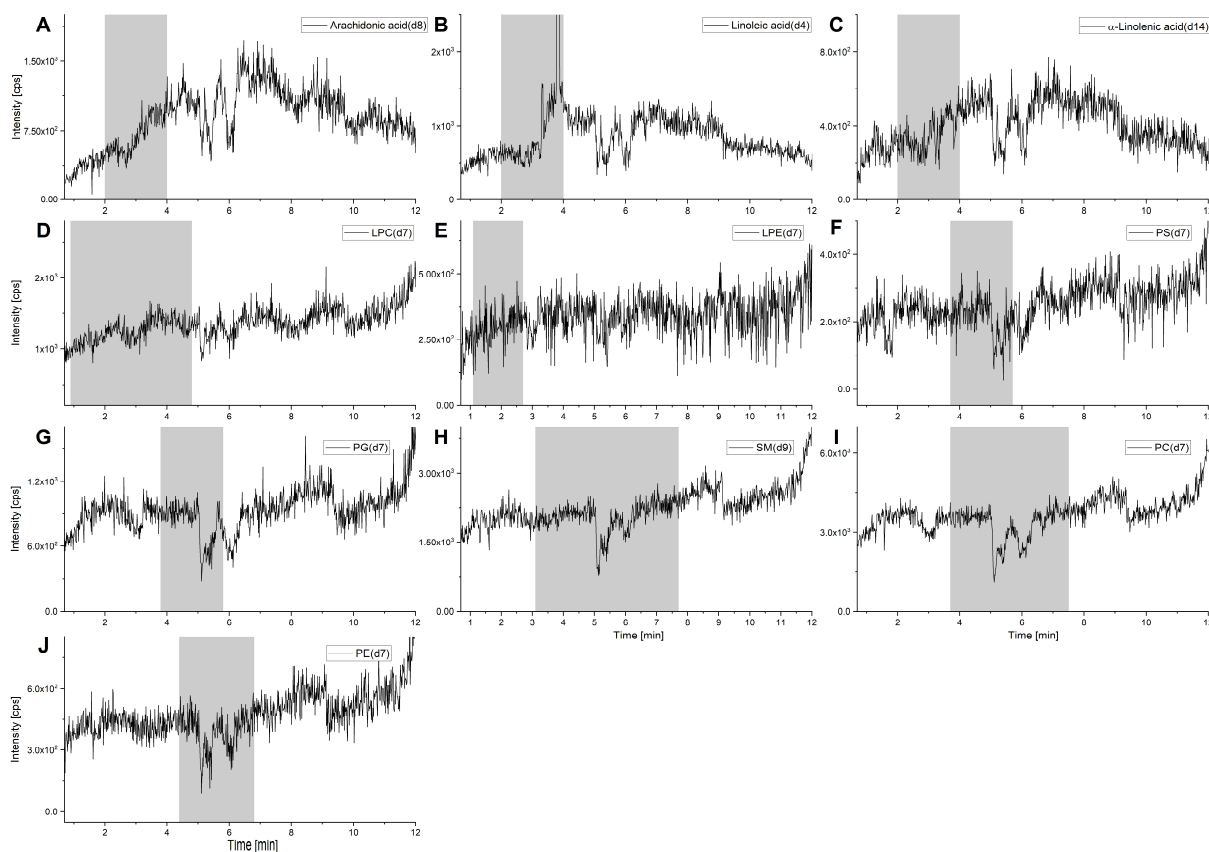 A
Arachidonic acid(d8)
Intensity [cps]
1.50x10²
7.50x10²
0.00
2 4 6 8 10 12
B
Linoleic acid(d4)
2x10³
1x10³
0
2 4 6 8 10 12
C
α-Linolenic acid(d14)
8.0x10²
4.0x10²
0.0
2 4 6 8 10 12
D
LPC(d7)
Intensity [cps]
2x10³
1x10³
2 4 6 8 10 12
E
LPE(d7)
5.00x10²
2.50x10²
0.00
1 2 3 4 5 6 7 8 9 10 11 12
F
PS(d7)
4.0x10²
2.0x10²
0.0
2 4 6 8 10
G
PG(d7)
Intensity [cps]
1.2x10³
6.0x10²
0.0
2 4 6 8 10 12
H
SM(d9)
3.00x10³
1.50x10³
0.0
1 2 3 4 5 6 7 8 9 10 11 12
Time [min]
I
PC(d7)
6.0x10³
3.0x10³
0.0
2 4 6 8 10 12
Time [min]
J
PE(d7)
Intensity [cps]
6.0x10²
3.0x10²
0.0
2 4 6 8 10 12
Time [min]